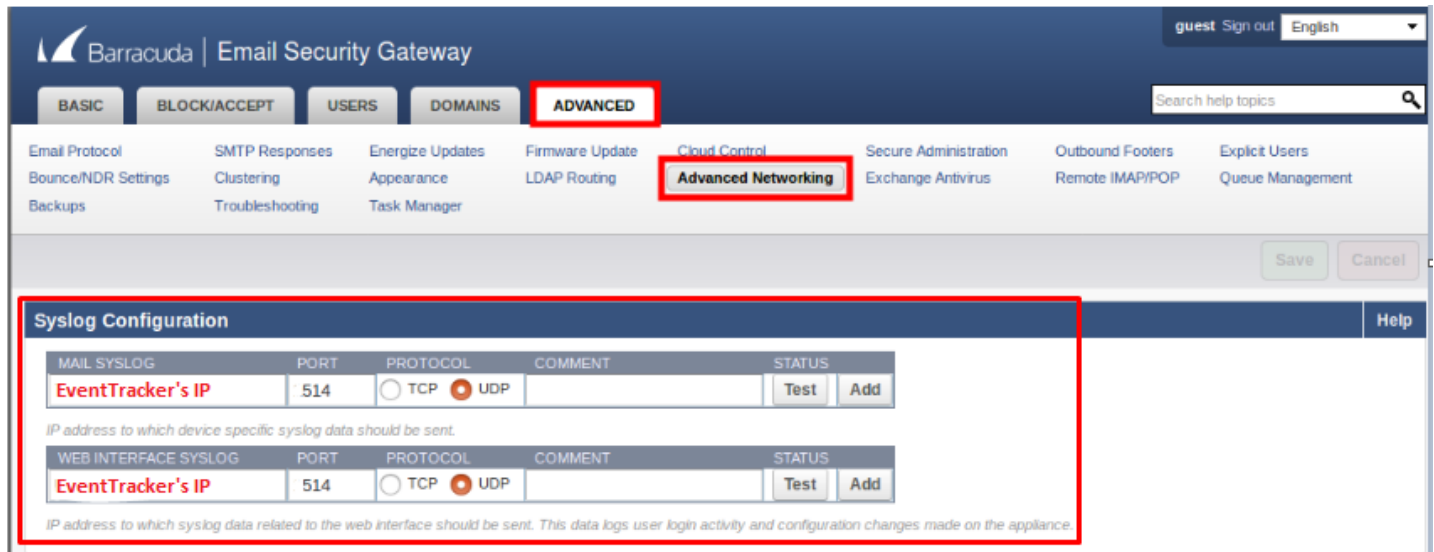 guest Sign out English
Barracuda | Email Security Gateway
BASIC BLOCK/ACCEPT USERS DOMAINS ADVANCED
Search help topics
Email Protocol SMTP Responses Energize Updates Firmware Update Cloud Control Secure Administration Outbound Footers Explicit Users
Bounce/NDR Settings Clustering Appearance LDAP Routing Advanced Networking Exchange Antivirus Remote IMAP/POP Queue Management
Backups Troubleshooting Task Manager
Save Cancel
Syslog Configuration Help
MAIL SYSLOG PORT PROTOCOL COMMENT STATUS
EventTracker's IP 514 TCP UDP Test Add
IP address to which device specific syslog data should be sent.
WEB INTERFACE SYSLOG PORT PROTOCOL COMMENT STATUS
EventTracker's IP 514 TCP UDP Test Add
IP address to which syslog data related to the web interface should be sent. This data logs user login activity and configuration changes made on the appliance.